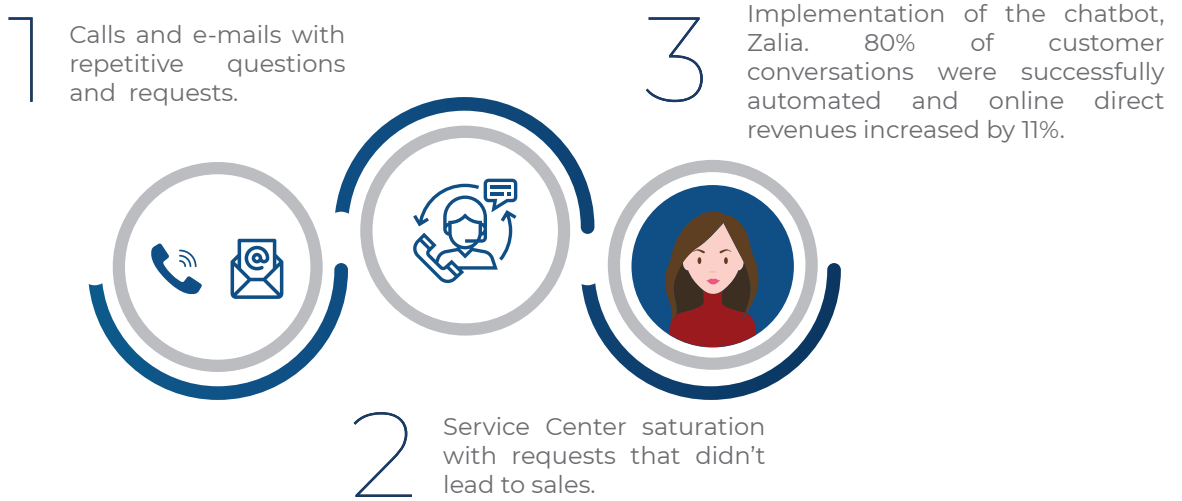 1
Calls and e-mails with
repetitive questions
and requests.
2
Service Center saturation
with requests that didn’t
lead to sales.
3
Implementation of the chatbot,
Zalia. 80% of customer
conversations were successfully
automated and online direct
revenues increased by 11%.